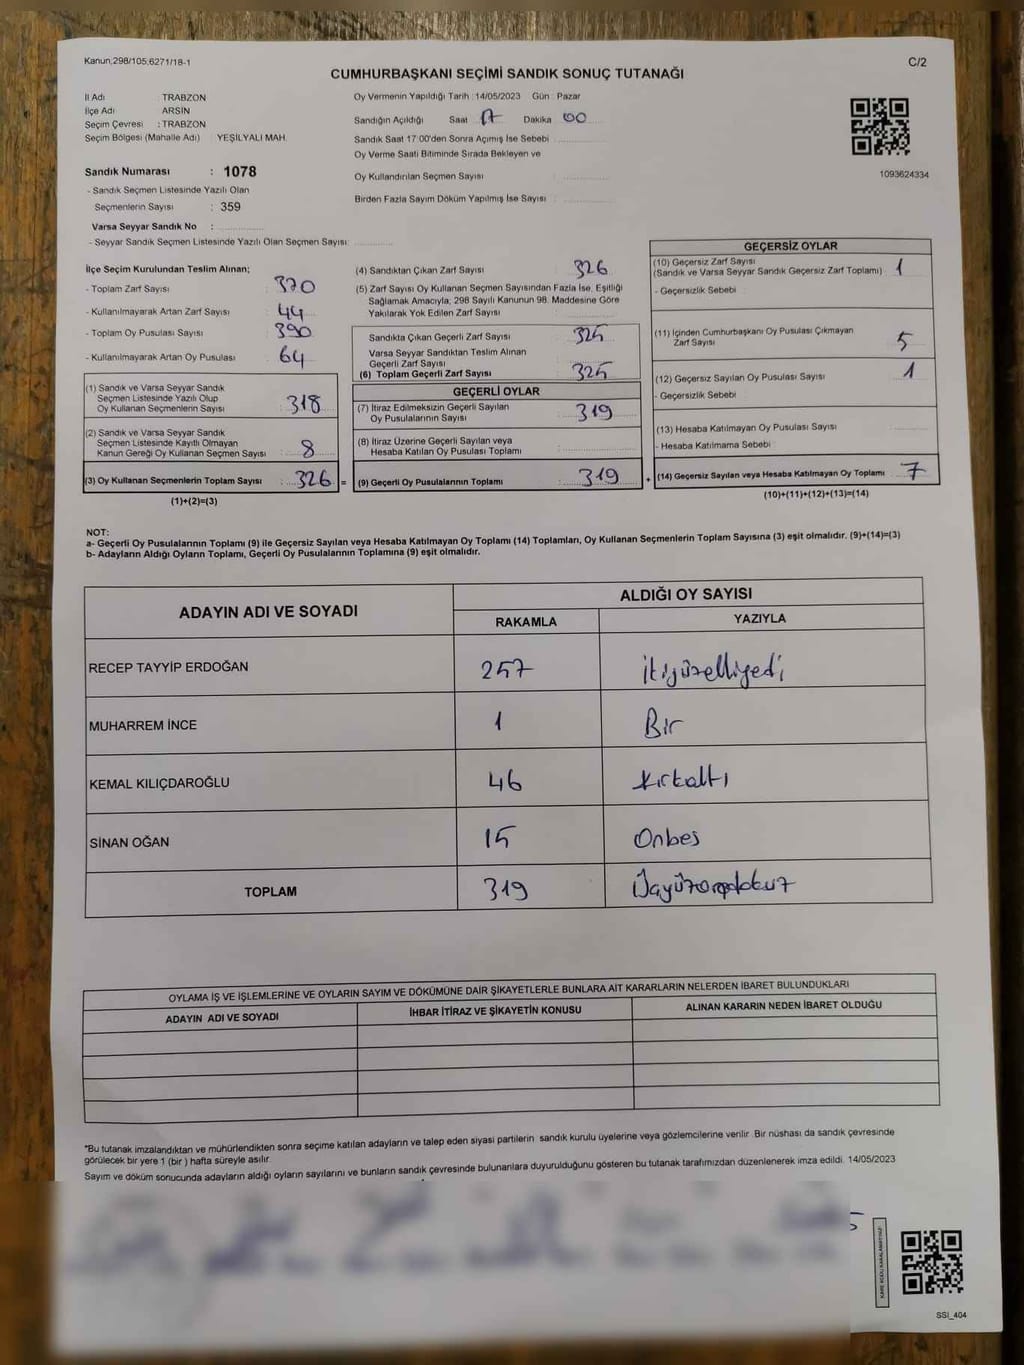 Kanun,298/105,6271/18-1
C/2
CUMHURBAŞKANI SEÇİMİ SANDIK SONUÇ TUTANAĞI
İl Adı : TRABZON
İlçe Adı : ARSİN
Seçim Çevresi : TRABZON
Seçim Bölgesi (Mahalle Adı) : YEŞİLYALI MAH.
Sandık Numarası : 1078
- Sandık Seçmen Listesinde Yazılı Olan
Seçmenlerin Sayısı : 359
Varsa Seyyar Sandık No :
- Seyyar Sandık Seçmen Listesinde Yazılı Olan Seçmen Sayısı:
Oy Vermenin Yapıldığı Tarih : 14/05/2023 Gün : Pazar
Sandığın Açıldığı Saat 17 Dakika 00
Sandık Saat 17:00'den Sonra Açılmış İse Sebebi
Oy Verme Saati Bitiminde Sırada Bekleyen ve
Oy Kullandırılan Seçmen Sayısı
Birden Fazla Sayım Döküm Yapılmış İse Sayısı
1093624334
İlçe Seçim Kurulundan Teslim Alınan;
- Toplam Zarf Sayısı : 370
- Kullanılmayarak Artan Zarf Sayısı : 44
- Toplam Oy Pusulası Sayısı : 390
- Kullanılmayarak Artan Oy Pusulası : 64
(1) Sandık ve Varsa Seyyar Sandık
Seçmen Listesinde Yazılı Olup
Oy Kullanan Seçmenlerin Sayısı : 318
(2) Sandık ve Varsa Seyyar Sandık
Seçmen Listesinde Kayıtlı Olmayan
Kanun Gereği Oy Kullanan Seçmen Sayısı : 8
(3) Oy Kullanan Seçmenlerin Toplam Sayısı : 326 =
(1)+(2)=(3)
(4) Sandıktan Çıkan Zarf Sayısı : 326
(5) Zarf Sayısı Oy Kullanan Seçmen Sayısından Fazla İse, Eşitliği
Sağlamak Amacıyla, 298 Sayılı Kanunun 98. Maddesine Göre
Yakılarak Yok Edilen Zarf Sayısı
Sandıkta Çıkan Geçerli Zarf Sayısı : 325
Varsa Seyyar Sandıktan Teslim Alınan
Geçerli Zarf Sayısı
(6) Toplam Geçerli Zarf Sayısı : 325
GEÇERLİ OYLAR
(7) İtiraz Edilmeksizin Geçerli Sayılan
Oy Pusulalarının Sayısı : 319
(8) İtiraz Üzerine Geçerli Sayılan veya
Hesaba Katılan Oy Pusulası Toplamı
(9) Geçerli Oy Pusulalarının Toplamı : 319 +
GEÇERSİZ OYLAR
(10) Geçersiz Zarf Sayısı
(Sandık ve Varsa Seyyar Sandık Geçersiz Zarf Toplamı) : 1
- Geçersizlik Sebebi :
(11) İçinden Cumhurbaşkanı Oy Pusulası Çıkmayan
Zarf Sayısı 5
(12) Geçersiz Sayılan Oy Pusulası Sayısı : 1
- Geçersizlik Sebebi :
(13) Hesaba Katılmayan Oy Pusulası Sayısı
- Hesaba Katılmama Sebebi :
(14) Geçersiz Sayılan veya Hesaba Katılmayan Oy Toplamı : 7
(10)+(11)+(12)+(13)=(14)
NOT:
a- Geçerli Oy Pusulalarının Toplamı (9) ile Geçersiz Sayılan veya Hesaba Katılmayan Oy Toplamı (14) Toplamları, Oy Kullanan Seçmenlerin Toplam Sayısına (3) eşit olmalıdır. (9)+(14)=(3)
b- Adayların Aldığı Oyların Toplamı, Geçerli Oy Pusulalarının Toplamına (9) eşit olmalıdır.
ADAYIN ADI VE SOYADI
ALDIĞI OY SAYISI
RAKAMLA YAZIYLA
RECEP TAYYİP ERDOĞAN 257 ikiyüzelliyedi
MUHARREM İNCE 1 Bir
KEMAL KILIÇDAROĞLU 46 kırkaltı
SİNAN OĞAN 15 Onbeş
TOPLAM 319 Üçyüzondokuz
OYLAMA İŞ VE İŞLEMLERİNE VE OYLARIN SAYIM VE DÖKÜMÜNE DAİR ŞİKAYETLERLE BUNLARA AİT KARARLARIN NELERDEN İBARET BULUNDUKLARI
ADAYIN ADI VE SOYADI İHBAR İTİRAZ VE ŞİKAYETİN KONUSU ALINAN KARARIN NEDEN İBARET OLDUĞU
*Bu tutanak imzalandıktan ve mühürlendikten sonra seçime katılan adayların ve talep eden siyasi partilerin sandık kurulu üyelerine veya gözlemcilerine verilir. Bir nüshası da sandık çevresinde
görülecek bir yere 1 (bir) hafta süreyle asılır.
Sayım ve döküm sonucunda adayların aldığı oyların sayılarını ve bunların sandık çevresinde bulunanlara duyurulduğunu gösteren bu tutanak tarafımızdan düzenlenerek imza edildi. 14/05/2023
SSI_404